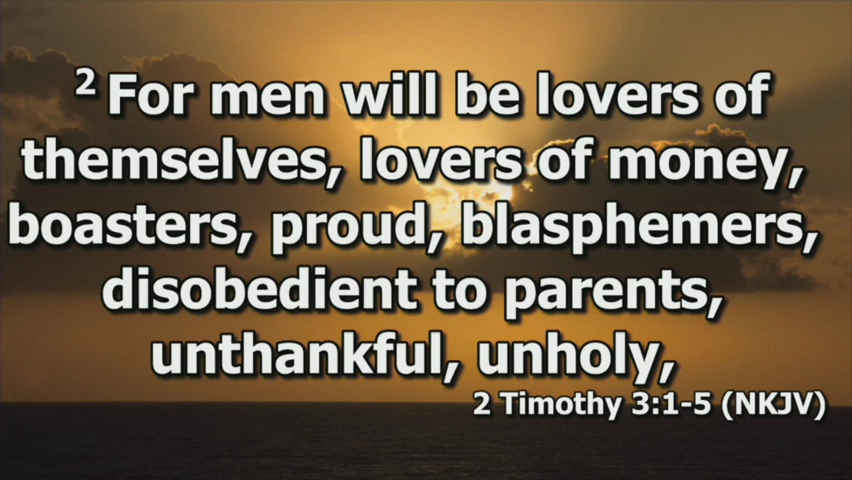 2 For men will be lovers of
themselves, lovers of money,
boasters, proud, blasphemers,
disobedient to parents,
unthankful, unholy,
2 Timothy 3:1-5 (NKJV)